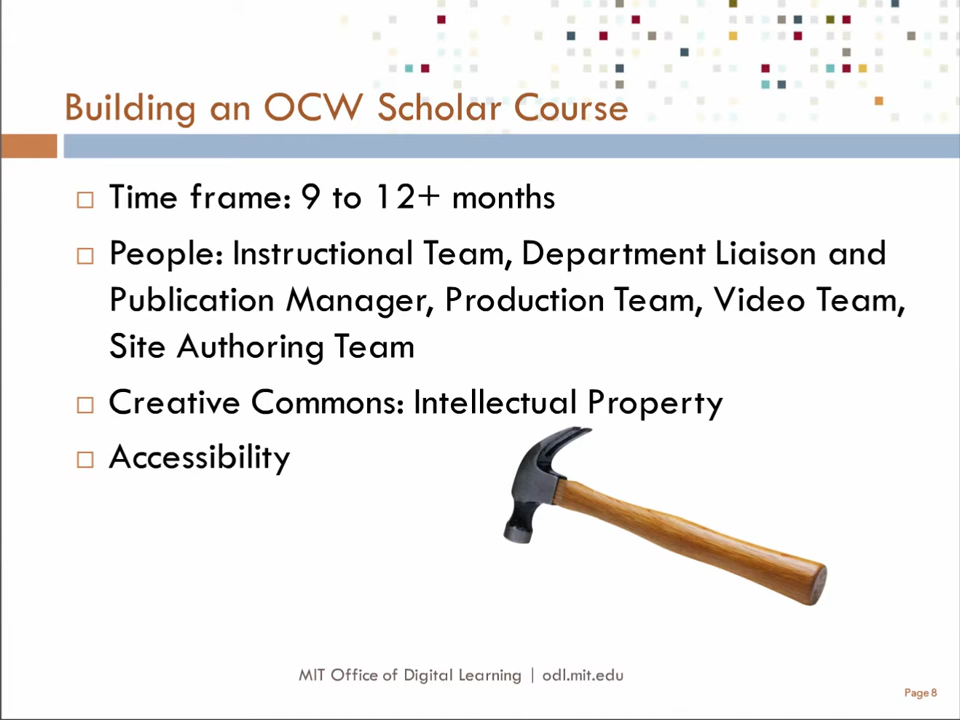 Building an OCW Scholar Course
Time frame: 9 to 12+ months
People: Instructional Team, Department Liaison and
Publication Manager, Production Team, Video Team,
Site Authoring Team
Creative Commons: Intellectual Property
Accessibility
MIT Office of Digital Learning | odl.mit.edu
Page 8